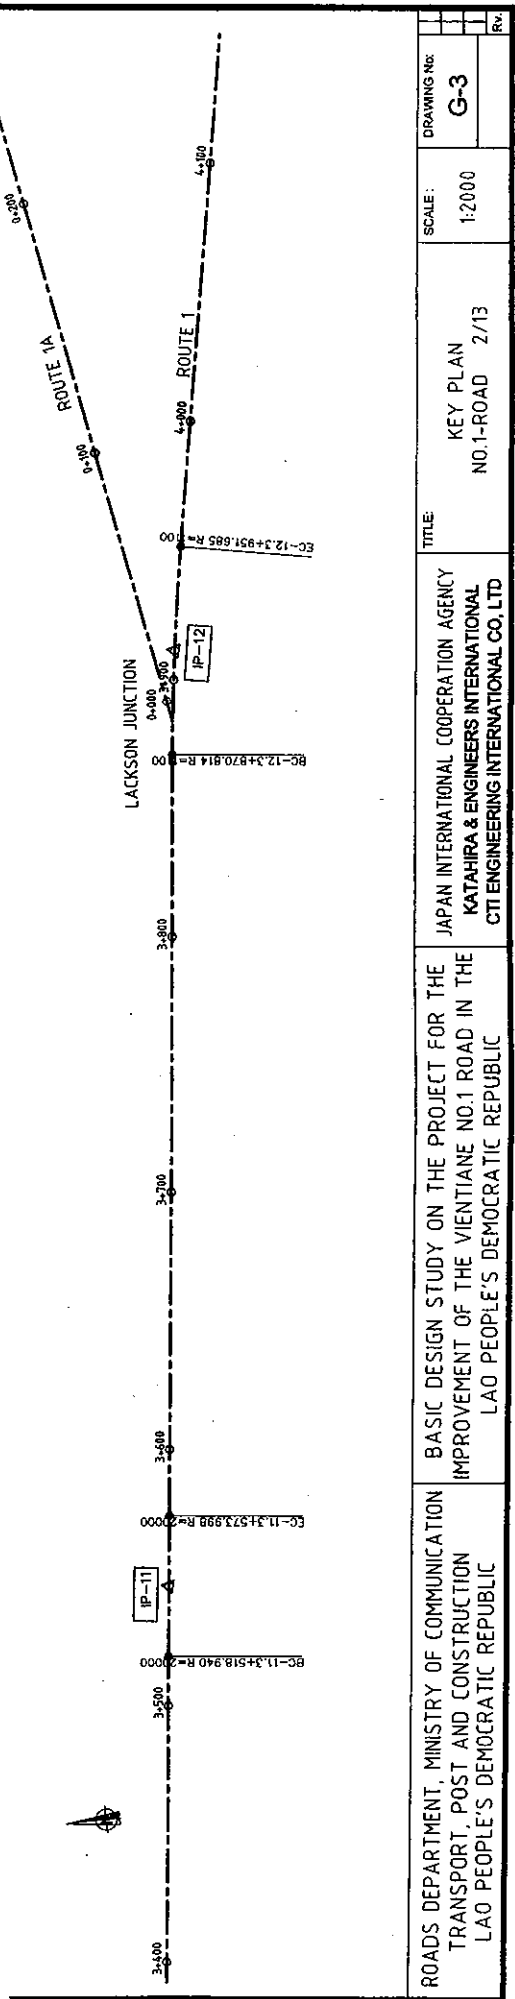 3+400
3+500
BC-11.3+518.940 R=20000
IP-11
EC-11.3+573.998 R=20000
3+600
3+700
3+800
BC-12.3+870.814 R=
LACKSON JUNCTION
0+000
3+900
IP-12
EC-12.3+951.685 R=
4+000
ROUTE 1
4+100
0+100
ROUTE 1A
0+200
ROADS DEPARTMENT, MINISTRY OF COMMUNICATION
TRANSPORT, POST AND CONSTRUCTION
LAO PEOPLE'S DEMOCRATIC REPUBLIC
BASIC DESIGN STUDY ON THE PROJECT FOR THE
IMPROVEMENT OF THE VIENTIANE NO.1 ROAD IN THE
LAO PEOPLE'S DEMOCRATIC REPUBLIC
JAPAN INTERNATIONAL COOPERATION AGENCY
KATAHIRA & ENGINEERS INTERNATIONAL
CTI ENGINEERING INTERNATIONAL CO, LTD
TITLE:
KEY PLAN
NO.1-ROAD 2/13
SCALE :
1:2000
DRAWING No:
G-3
Rv.